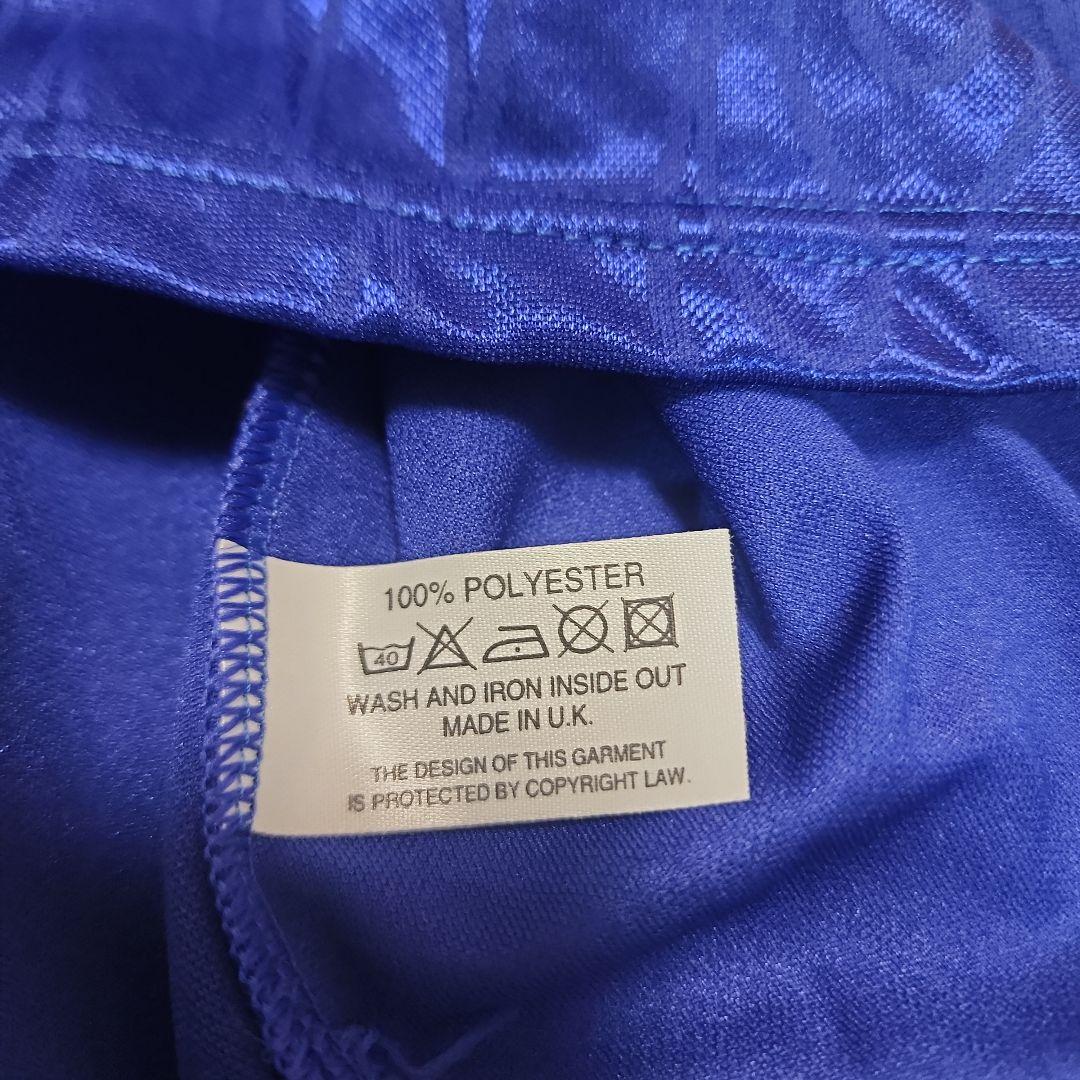 100% POLYESTER
40
WASH AND IRON INSIDE OUT
MADE IN U.K.
THE DESIGN OF THIS GARMENT
IS PROTECTED BY COPYRIGHT LAW.